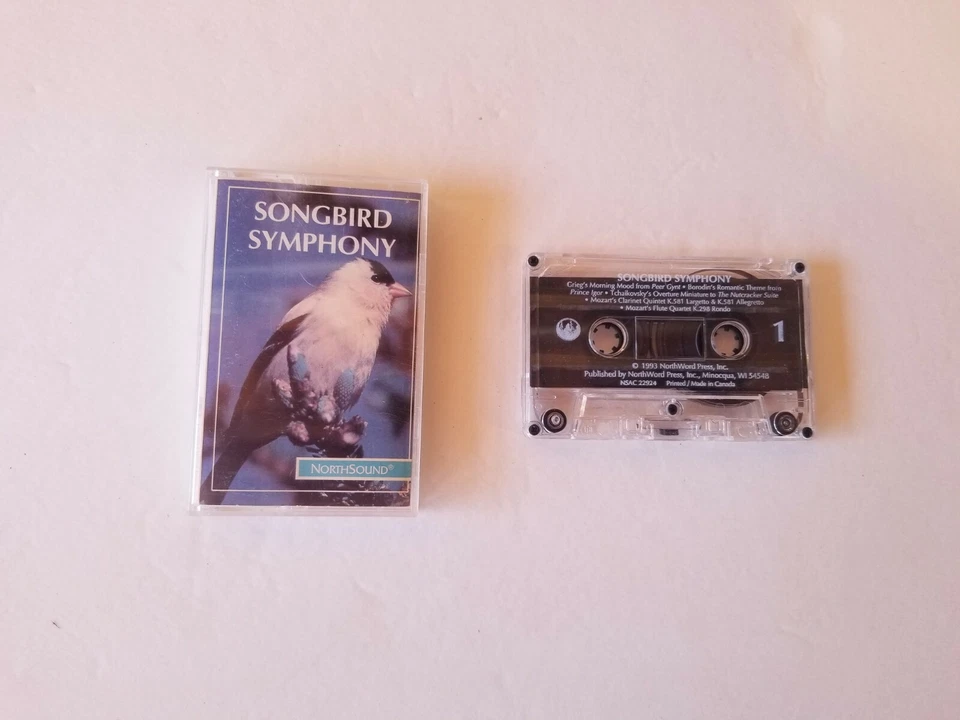 SONGBIRD
SYMPHONY
NORTHSOUND®
SONGBIRD SYMPHONY
Grieg's Morning Mood from Peer Gynt • Borodin's Romantic Theme from
Prince Igor • Tchaikovsky's Overture Miniature to The Nutcracker Suite
• Mozart's Clarinet Quintet K.581 Largetto & K.581 Allegretto
• Mozart's Flute Quartet K.298 Rondo
1
© 1993 NorthWord Press, Inc.
Published by NorthWord Press, Inc., Minocqua, WI 54548
NSAC 22924 Printed / Made in Canada